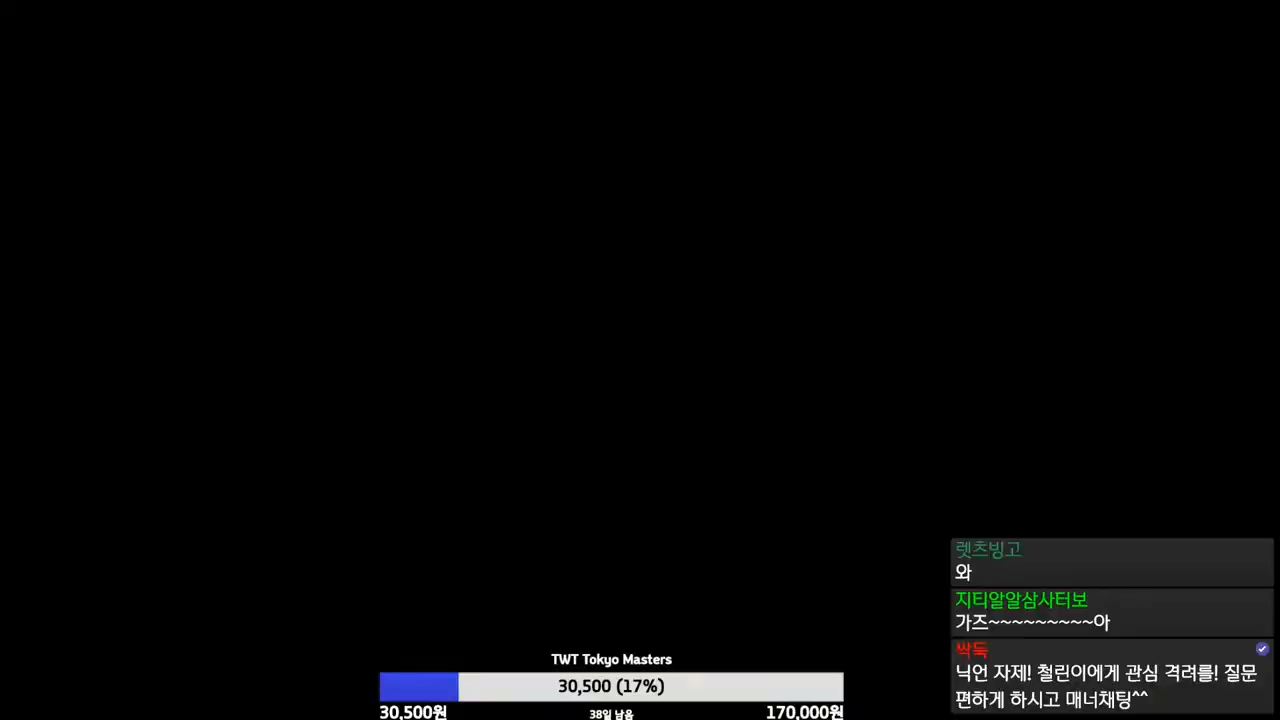 렛츠빙고
와
지티알알삼사터보
가즈~~~~~~~~~아
싹둑
닉언 자제! 철린이에게 관심 격려를! 질문
편하게 하시고 매너채팅^^
TWT Tokyo Masters
30,500 (17%)
30,500원
38일 남음
170,000원